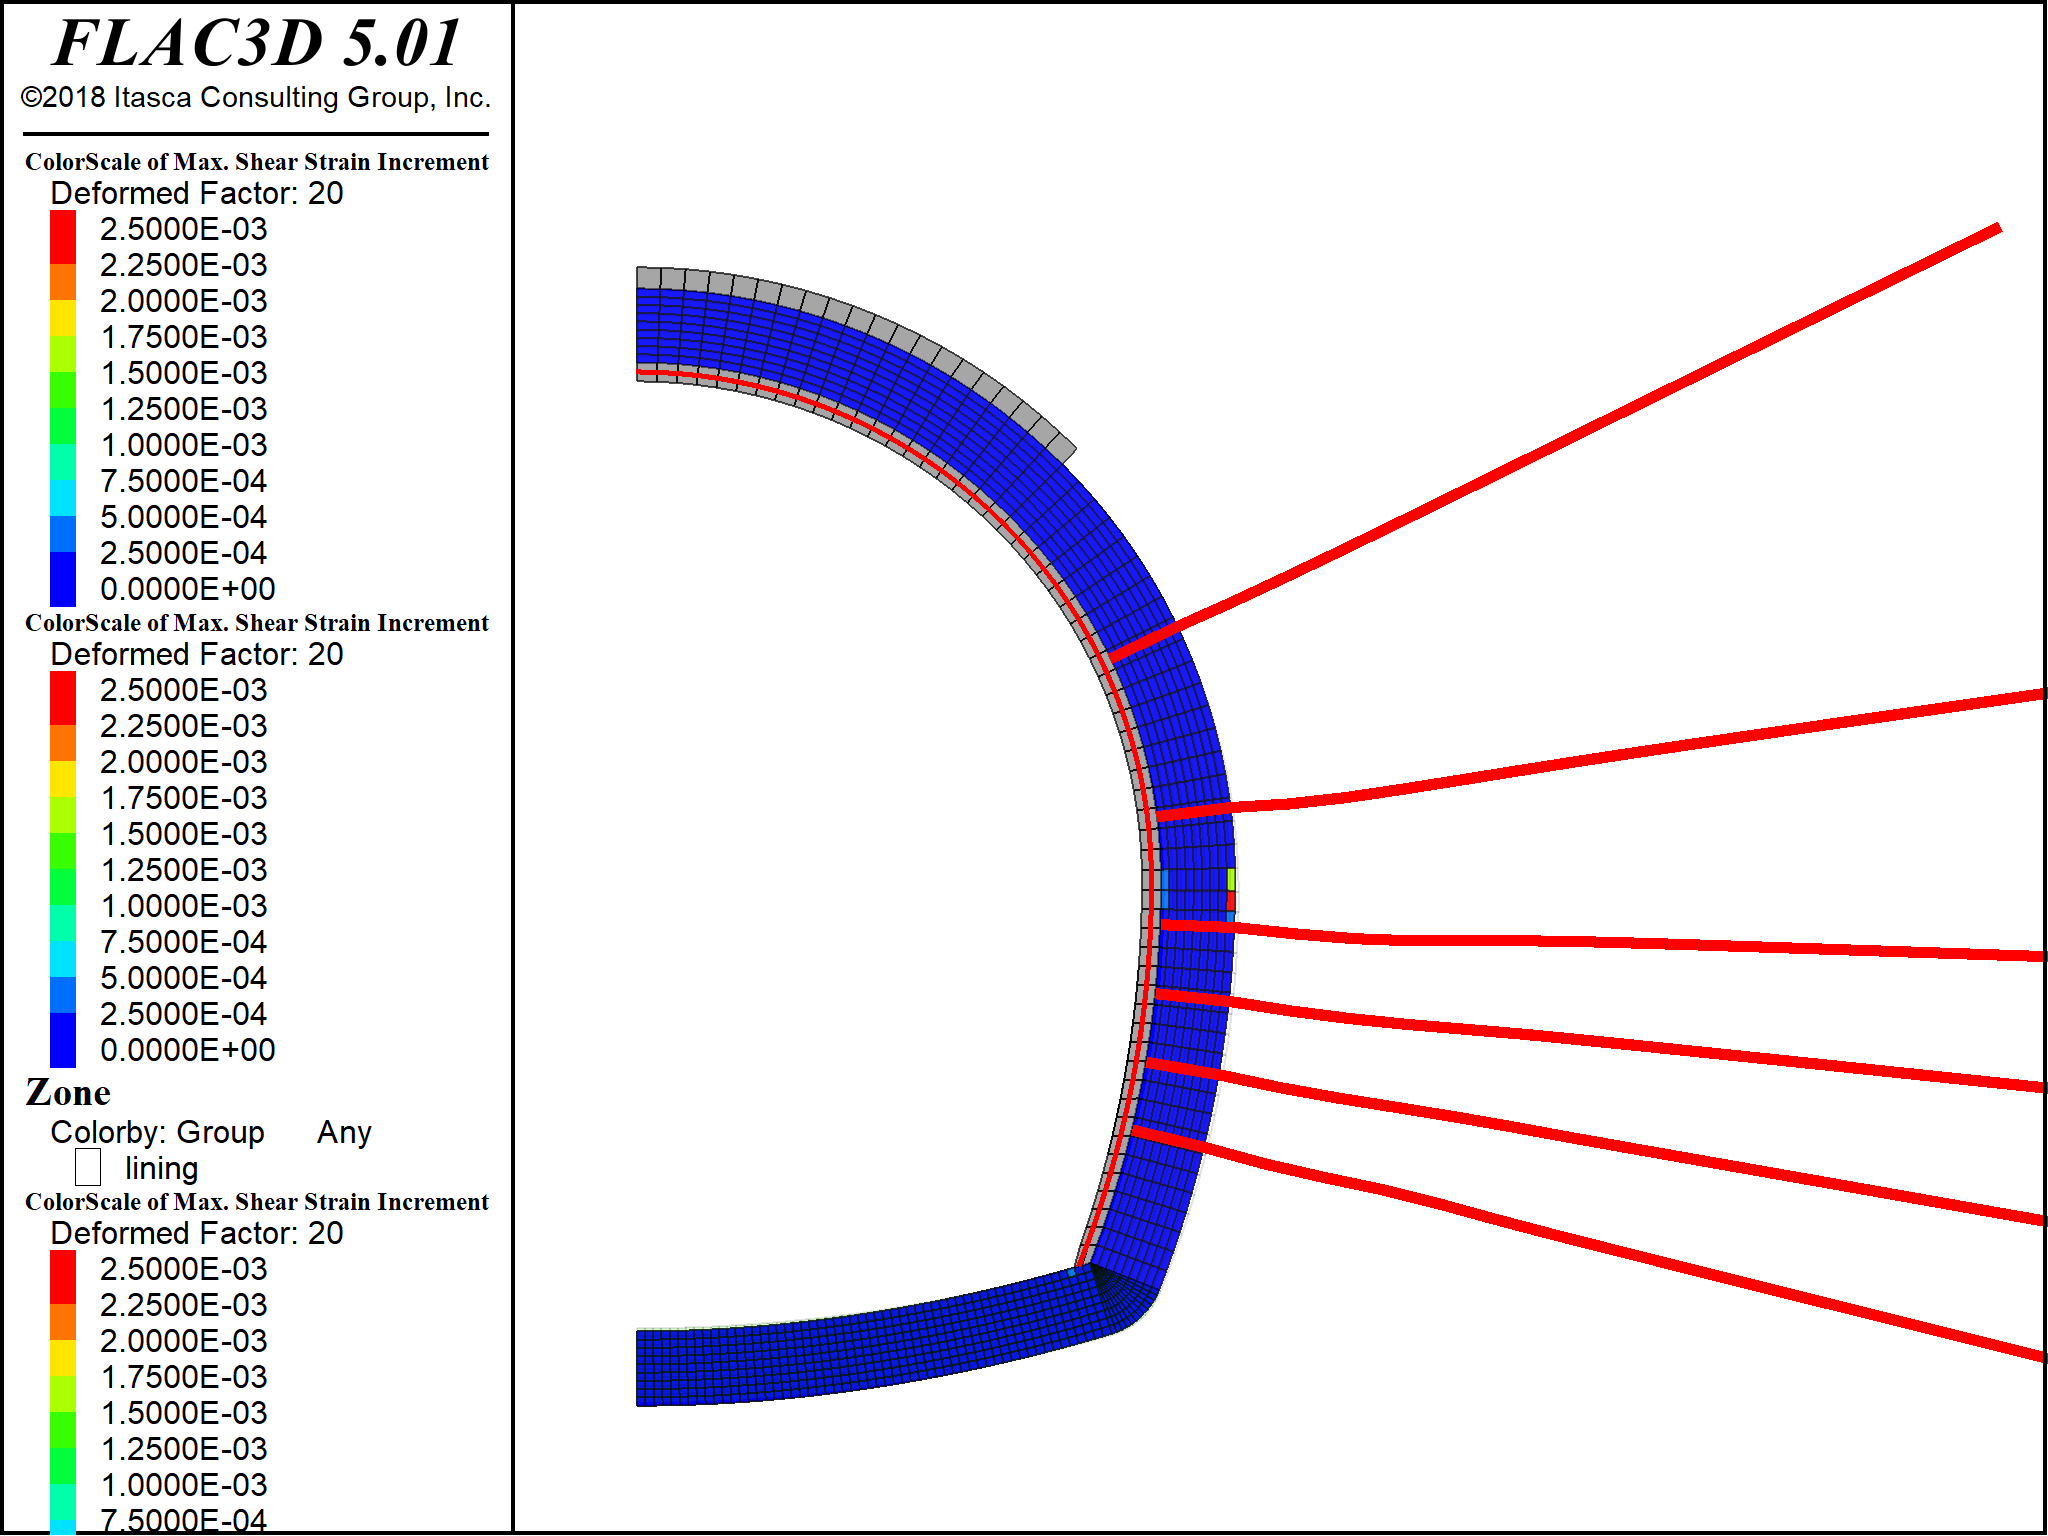 FLAC3D 5.01
©2018 Itasca Consulting Group, Inc.
ColorScale of Max. Shear Strain Increment
Deformed Factor: 20
2.5000E-03
2.2500E-03
2.0000E-03
1.7500E-03
1.5000E-03
1.2500E-03
1.0000E-03
7.5000E-04
5.0000E-04
2.5000E-04
0.0000E+00
ColorScale of Max. Shear Strain Increment
Deformed Factor: 20
2.5000E-03
2.2500E-03
2.0000E-03
1.7500E-03
1.5000E-03
1.2500E-03
1.0000E-03
7.5000E-04
5.0000E-04
2.5000E-04
0.0000E+00
Zone
Colorby: Group Any
lining
ColorScale of Max. Shear Strain Increment
Deformed Factor: 20
2.5000E-03
2.2500E-03
2.0000E-03
1.7500E-03
1.5000E-03
1.2500E-03
1.0000E-03
7.5000E-04